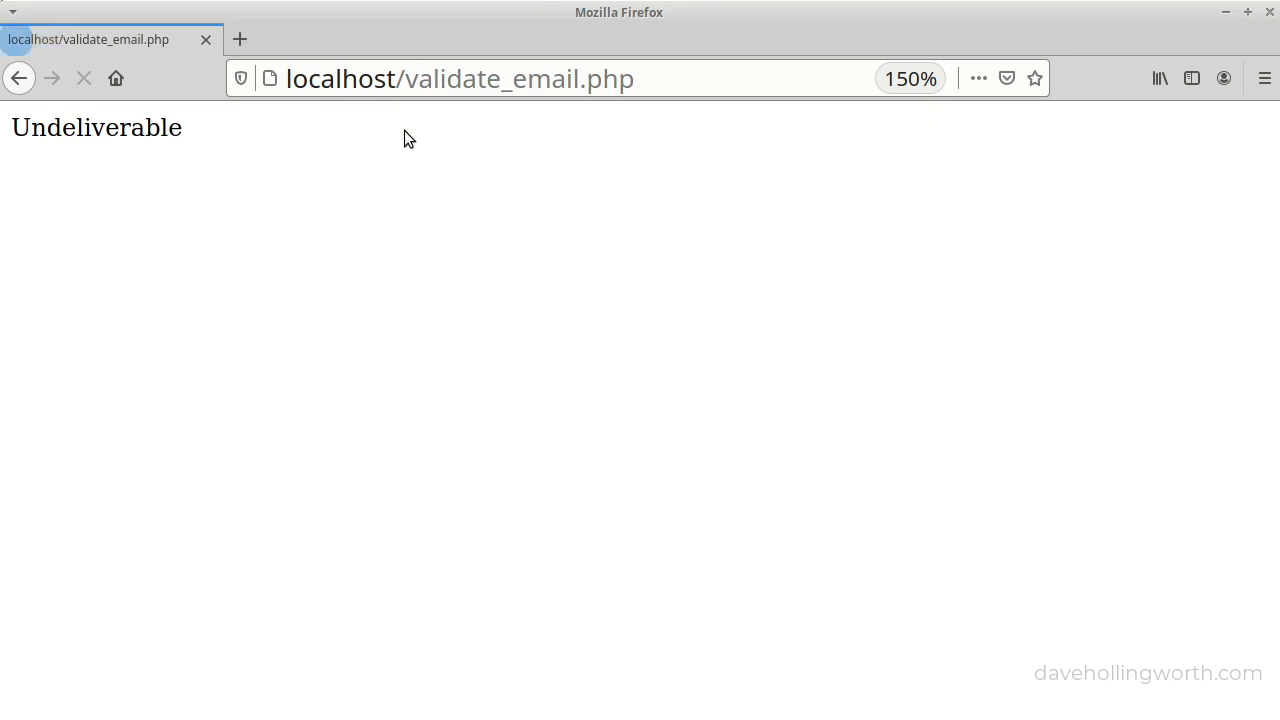 Mozilla Firefox
localhost/validate_email.php
localhost/validate_email.php
150%
Undeliverable
davehollingworth.com